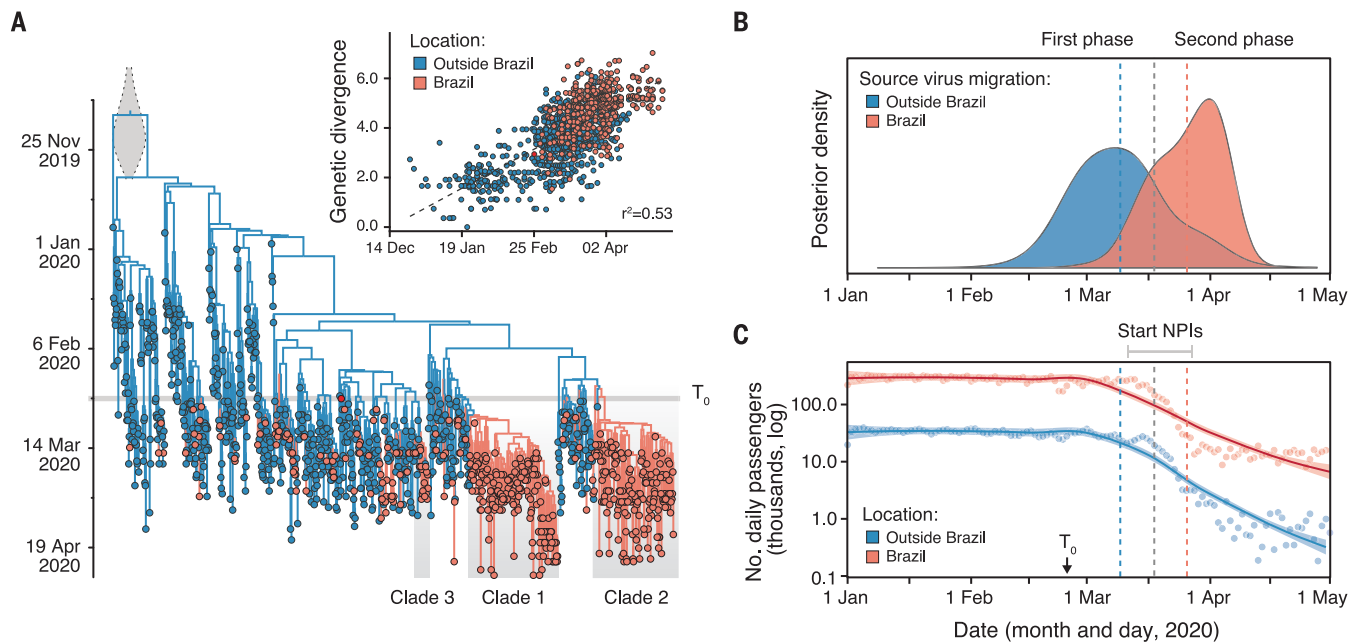 A
Location:
Outside Brazil
Brazil
Genetic divergence
6.0
4.0
2.0
0.0
r²=0.53
14 Dec
19 Jan
25 Feb
02 Apr
25 Nov
2019
1 Jan
2020
6 Feb
2020
14 Mar
2020
19 Apr
2020
T₀
Clade 3
Clade 1
Clade 2
B
First phase
Second phase
Source virus migration:
Outside Brazil
Brazil
Posterior density
1 Jan
1 Feb
1 Mar
1 Apr
1 May
Start NPIs
C
No. daily passengers
(thousands, log)
100.0
10.0
1.0
0.1
Location:
Outside Brazil
Brazil
T₀
1 Jan
1 Feb
1 Mar
1 Apr
1 May
Date (month and day, 2020)